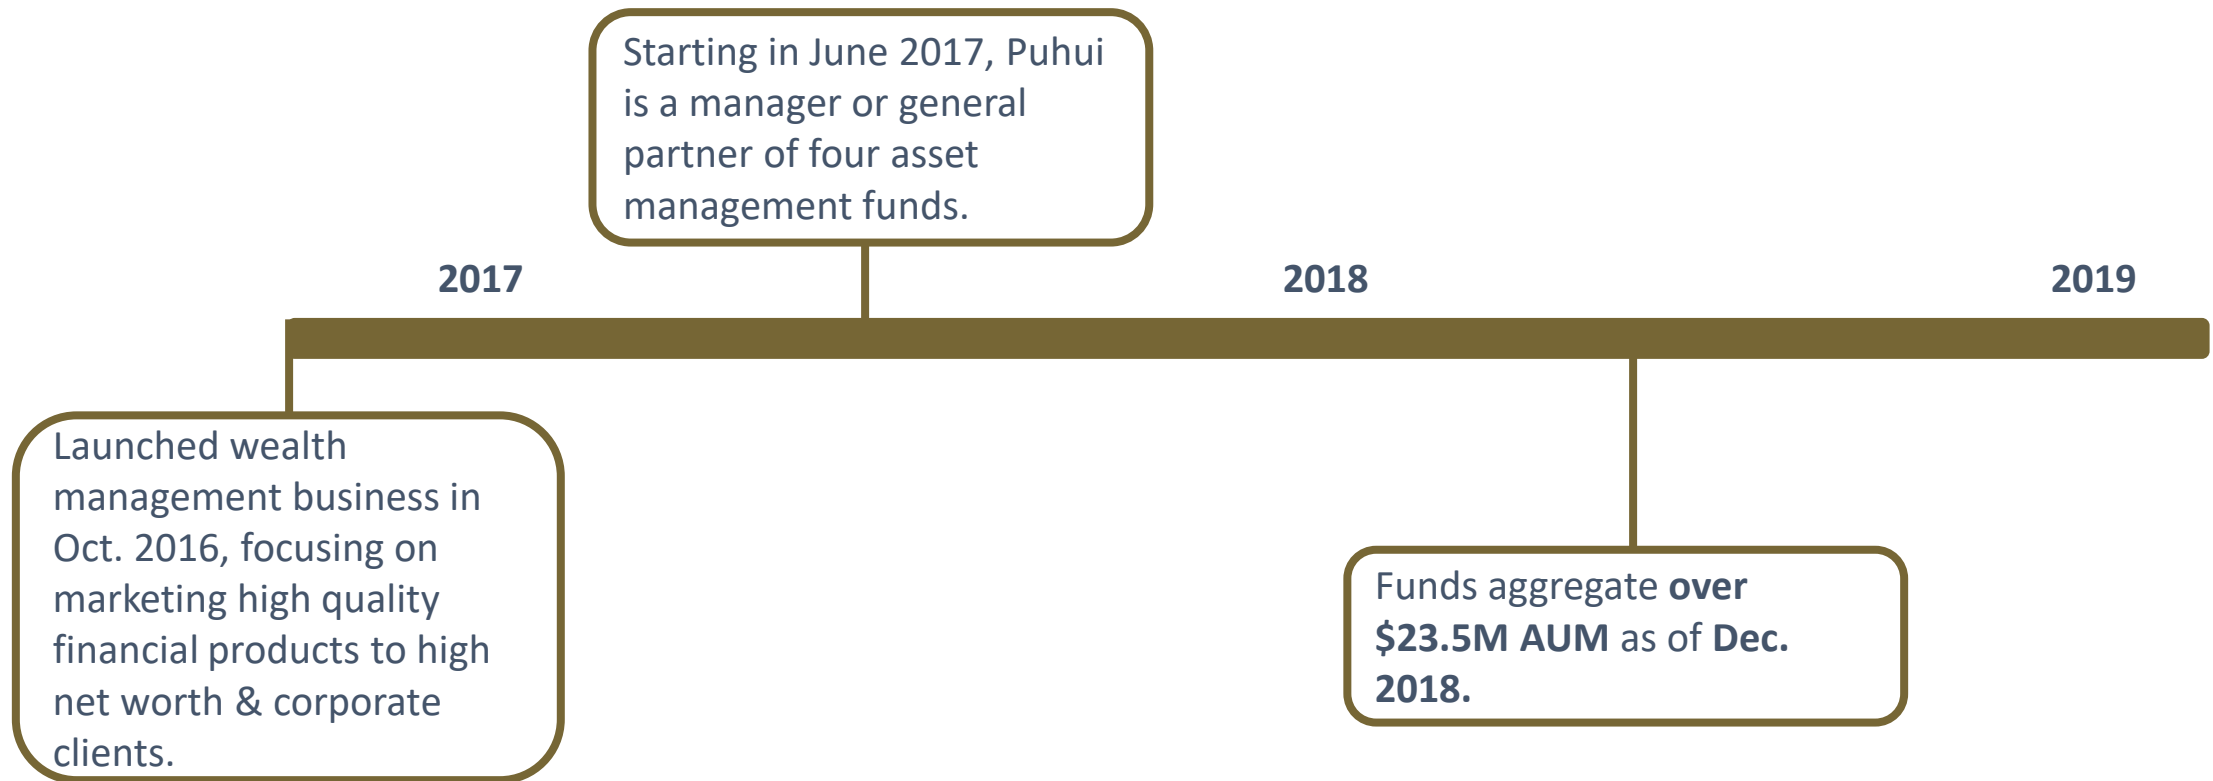 Starting in June 2017, Puhui
is a manager or general
partner of four asset
management funds.
2017
2018
2019
Launched wealth
management business in
Oct. 2016, focusing on
marketing high quality
financial products to high
net worth & corporate
clients.
Funds aggregate over
$23.5M AUM as of Dec.
2018.